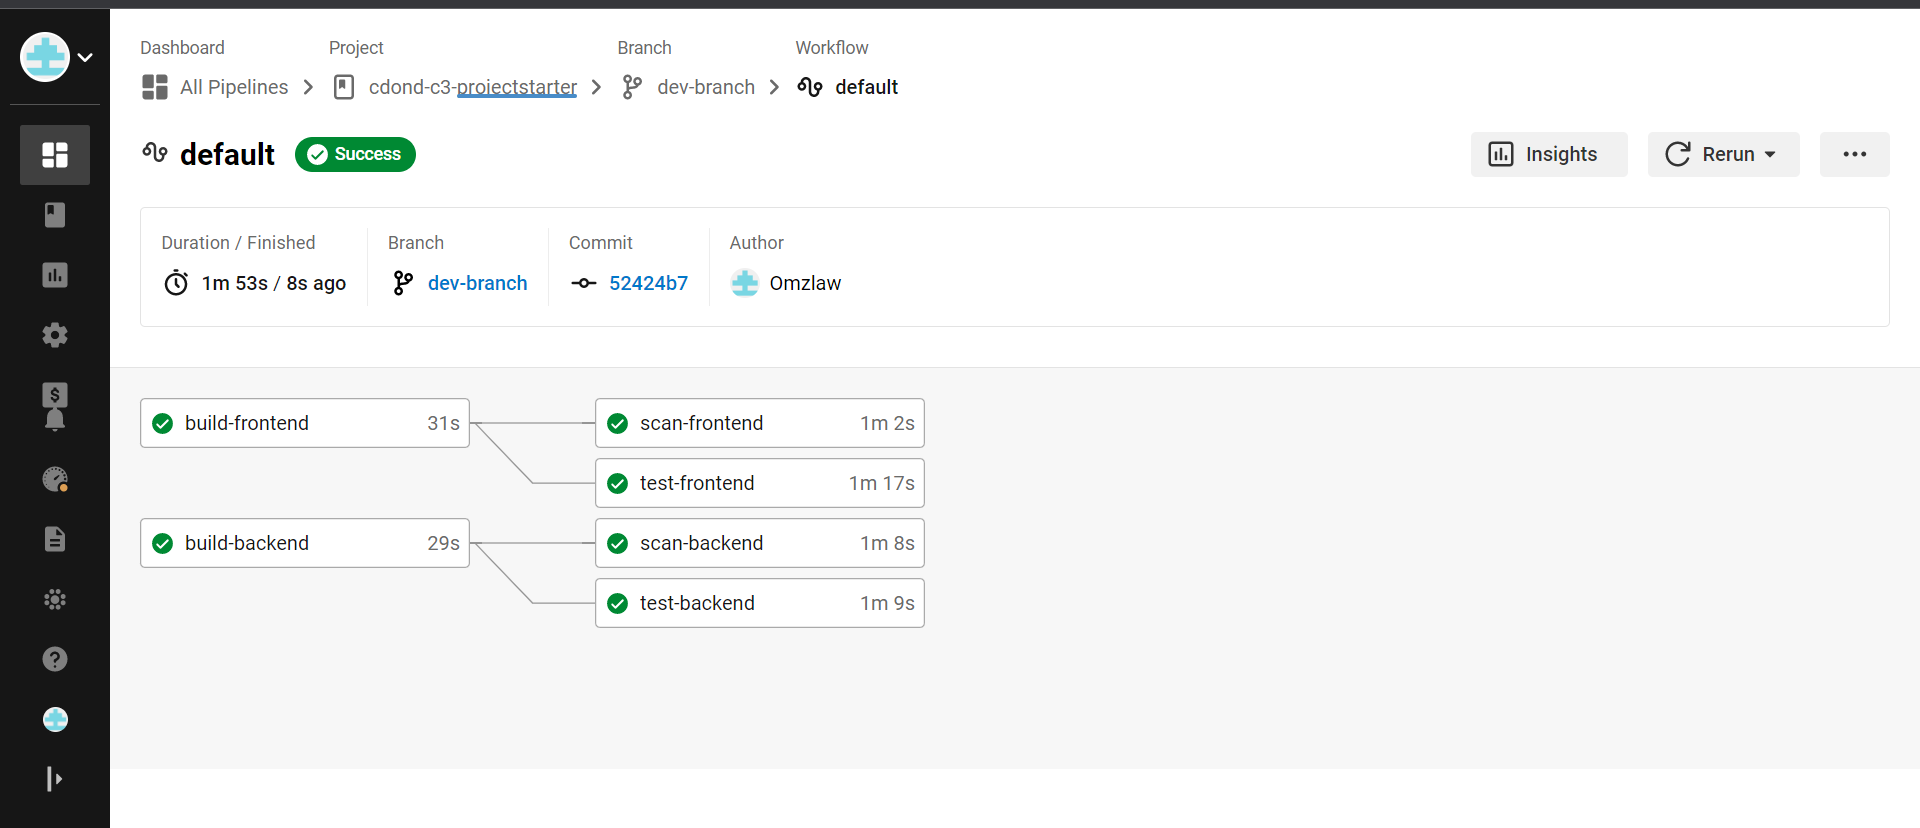 Dashboard Project Branch Workflow
All Pipelines cdond-c3-projectstarter dev-branch default
default Success Insights Rerun
Duration / Finished Branch Commit Author
1m 53s / 8s ago dev-branch 52424b7 Omzlaw
build-frontend 31s scan-frontend 1m 2s
test-frontend 1m 17s
build-backend 29s scan-backend 1m 8s
test-backend 1m 9s